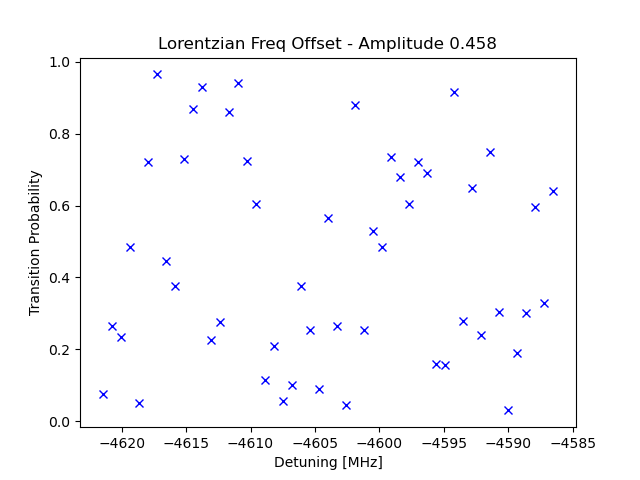 Lorentzian Freq Offset - Amplitude 0.458
Transition Probability
1.0
0.8
0.6
0.4
0.2
0.0
−4620 −4615 −4610 −4605 −4600 −4595 −4590 −4585
Detuning [MHz]